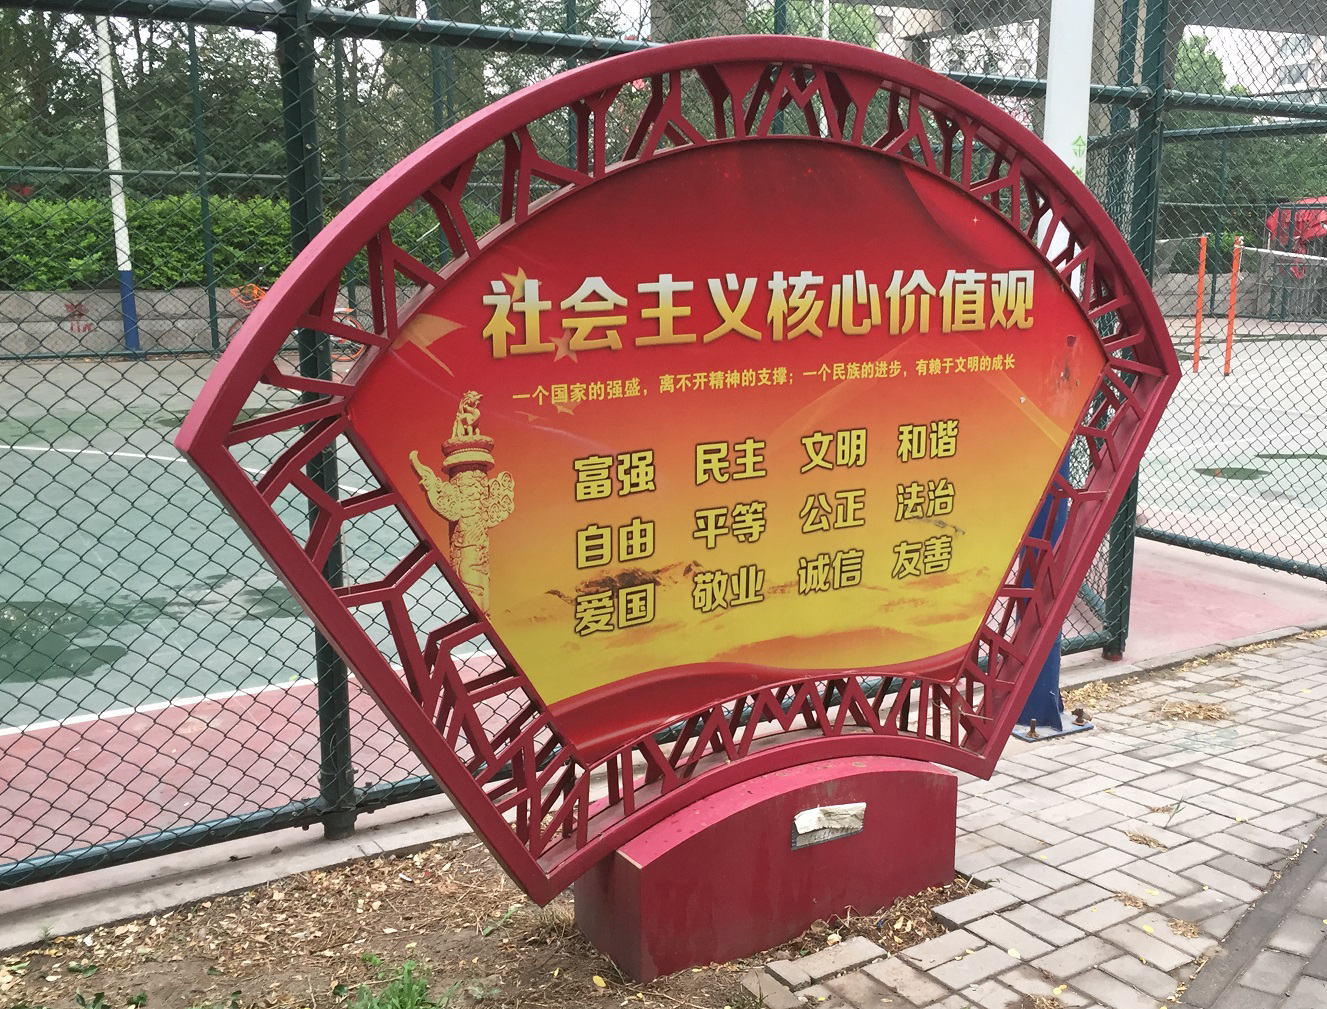 社会主义核心价值观
一个国家的强盛，离不开精神的支撑；一个民族的进步，有赖于文明的成长
富强 民主 文明 和谐
自由 平等 公正 法治
爱国 敬业 诚信 友善